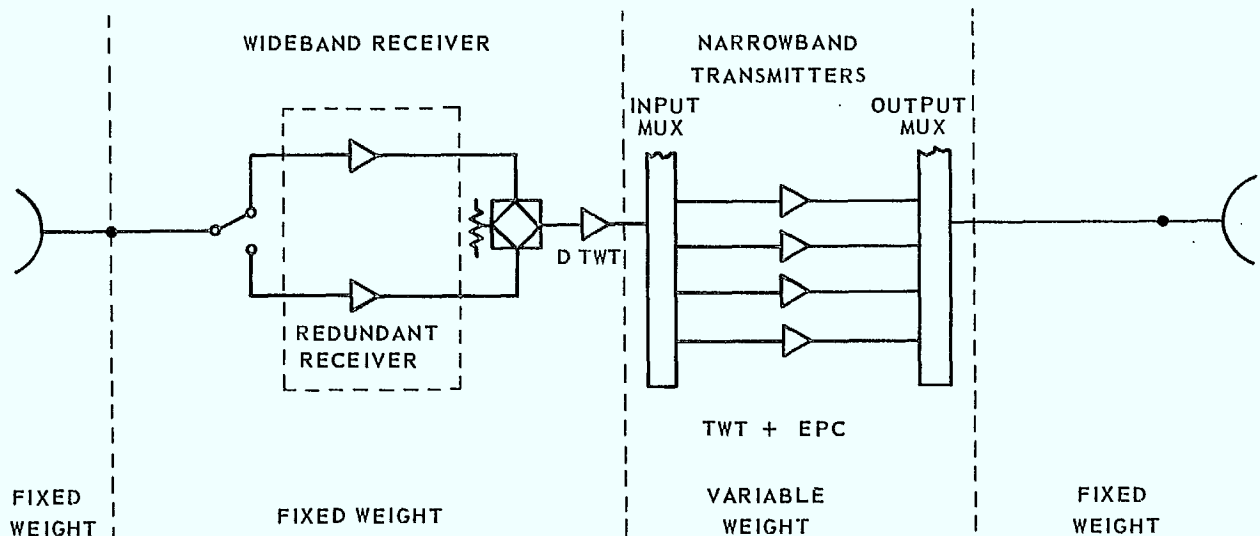 WIDEBAND RECEIVER
NARROWBAND
TRANSMITTERS
INPUT
MUX
OUTPUT
MUX
D TWT
REDUNDANT
RECEIVER
TWT + EPC
FIXED
WEIGHT
FIXED WEIGHT
VARIABLE
WEIGHT
FIXED
WEIGHT